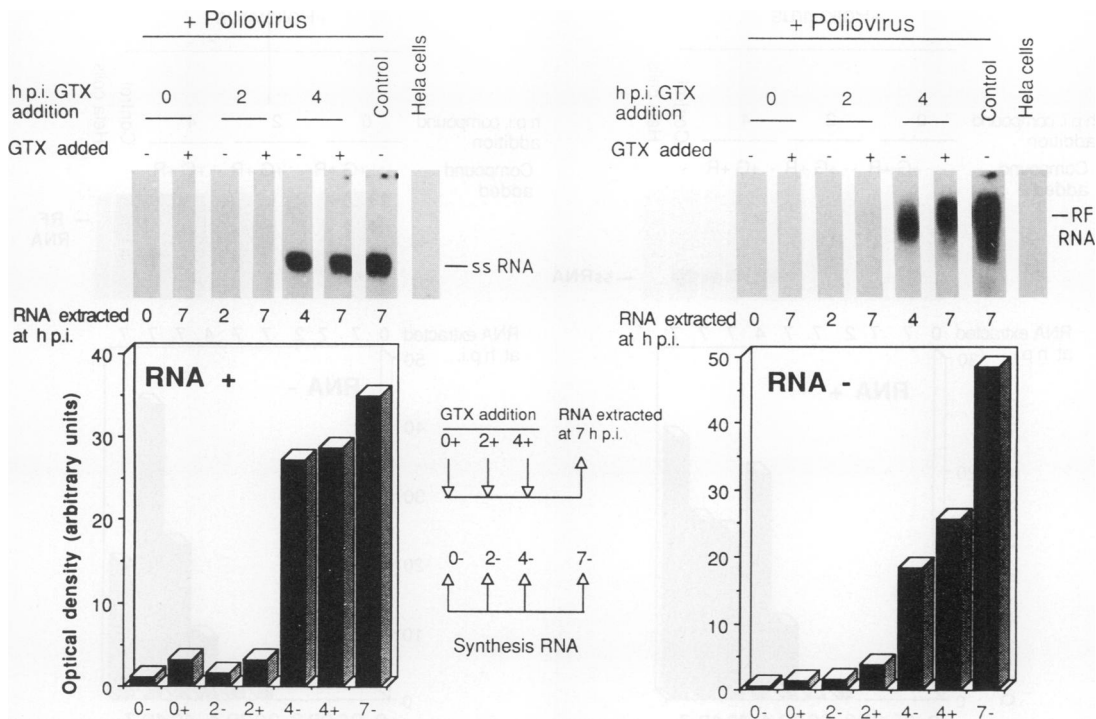 + Poliovirus
h p.i. GTX addition 0 2 4 Control Hela cells
GTX added - + - + - + -
ss RNA
RNA extracted at h p.i. 0 7 2 7 4 7 7
RNA +
Optical density (arbitrary units)
40
30
20
10
0
0- 0+ 2- 2+ 4- 4+ 7-
GTX addition
0+ 2+ 4+
RNA extracted at 7 h p.i.
0- 2- 4- 7-
Synthesis RNA
+ Poliovirus
h p.i. GTX addition 0 2 4 Control Hela cells
GTX added - + - + - + -
RF RNA
RNA extracted at h p.i. 0 7 2 7 4 7 7
RNA -
50
40
30
20
10
0
0- 0+ 2- 2+ 4- 4+ 7-